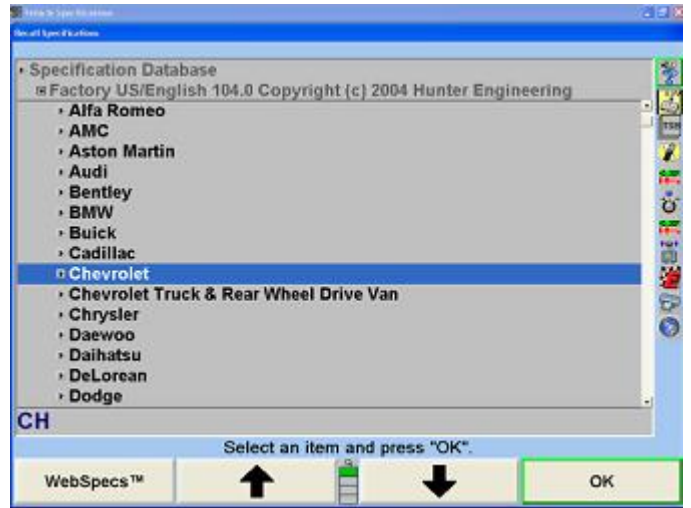 Recall Specifications
Specification Database
Factory US/English 104.0 Copyright (c) 2004 Hunter Engineering
Alfa Romeo
AMC
Aston Martin
Audi
Bentley
BMW
Buick
Cadillac
Chevrolet
Chevrolet Truck & Rear Wheel Drive Van
Chrysler
Daewoo
Daihatsu
DeLorean
Dodge
CH
Select an item and press "OK".
WebSpecs™
OK